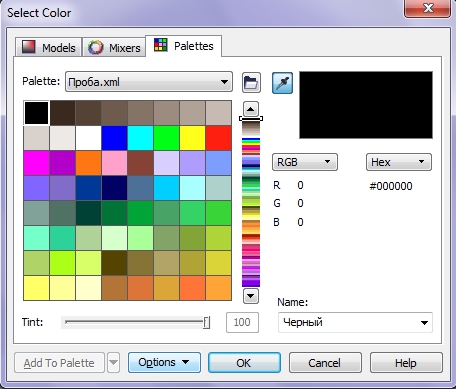 Select Color
Models Mixers Palettes
Palette: Проба.xml
RGB Hex
R 0 #000000
G 0
B 0
Name:
Tint: 100 Черный
Add To Palette Options OK Cancel Help